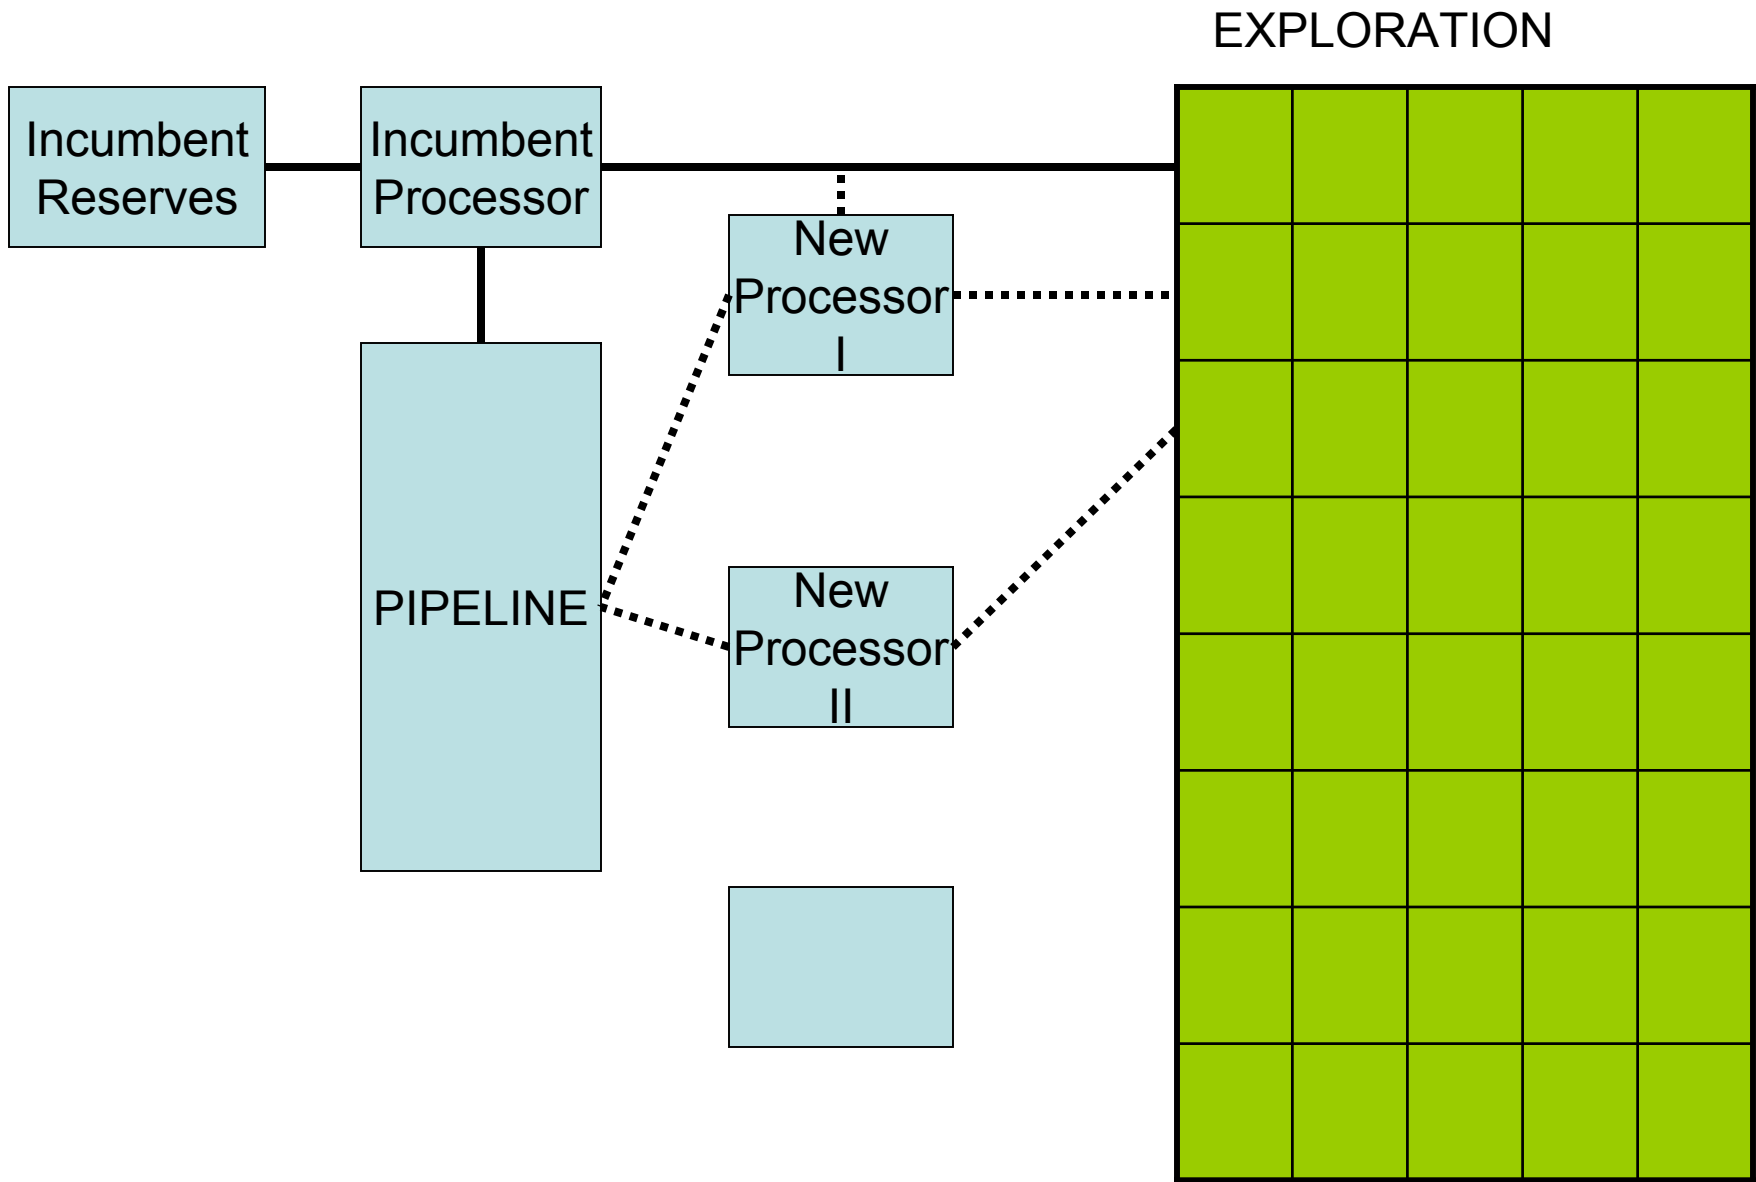 EXPLORATION
Incumbent
Reserves
Incumbent
Processor
New
Processor
I
PIPELINE
New
Processor
II